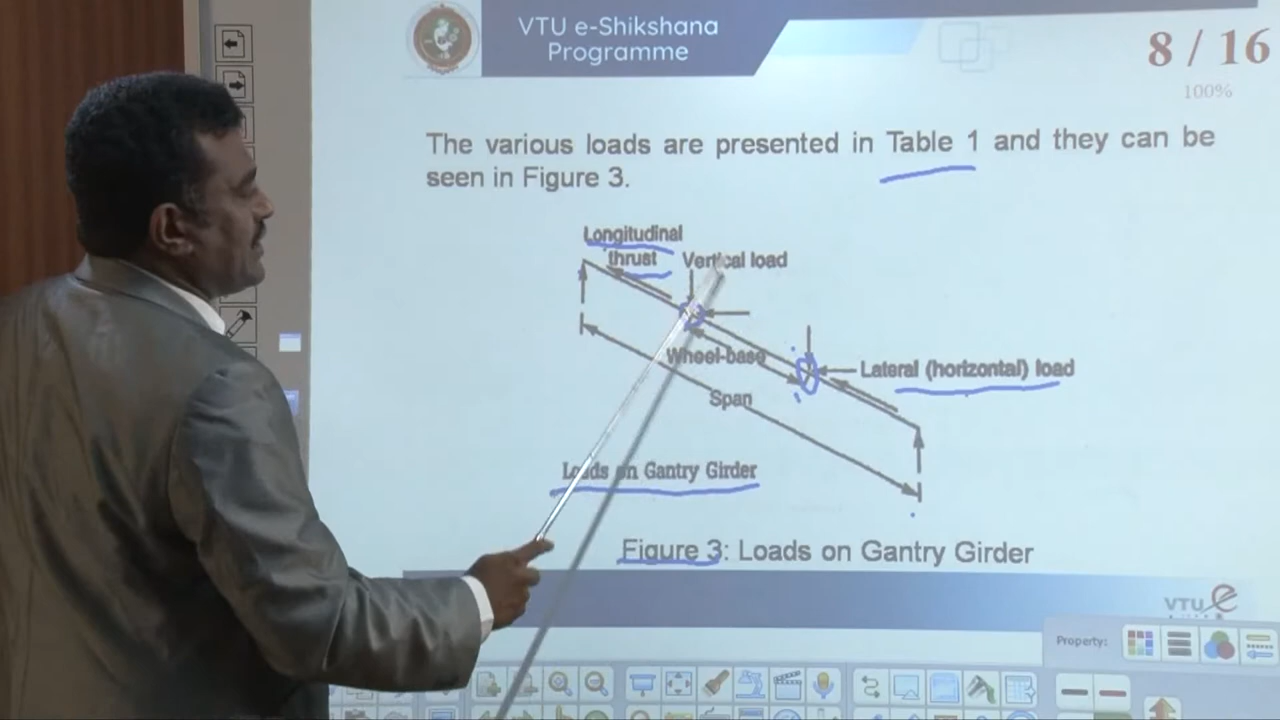 VTU e-Shikshana
Programme
8 / 16
100%
The various loads are presented in Table 1 and they can be
seen in Figure 3.
Longitudinal
thrust
Vertical load
Wheel-base
Lateral (horizontal) load
Span
Loads on Gantry Girder
Figure 3: Loads on Gantry Girder
VTU e
Property: